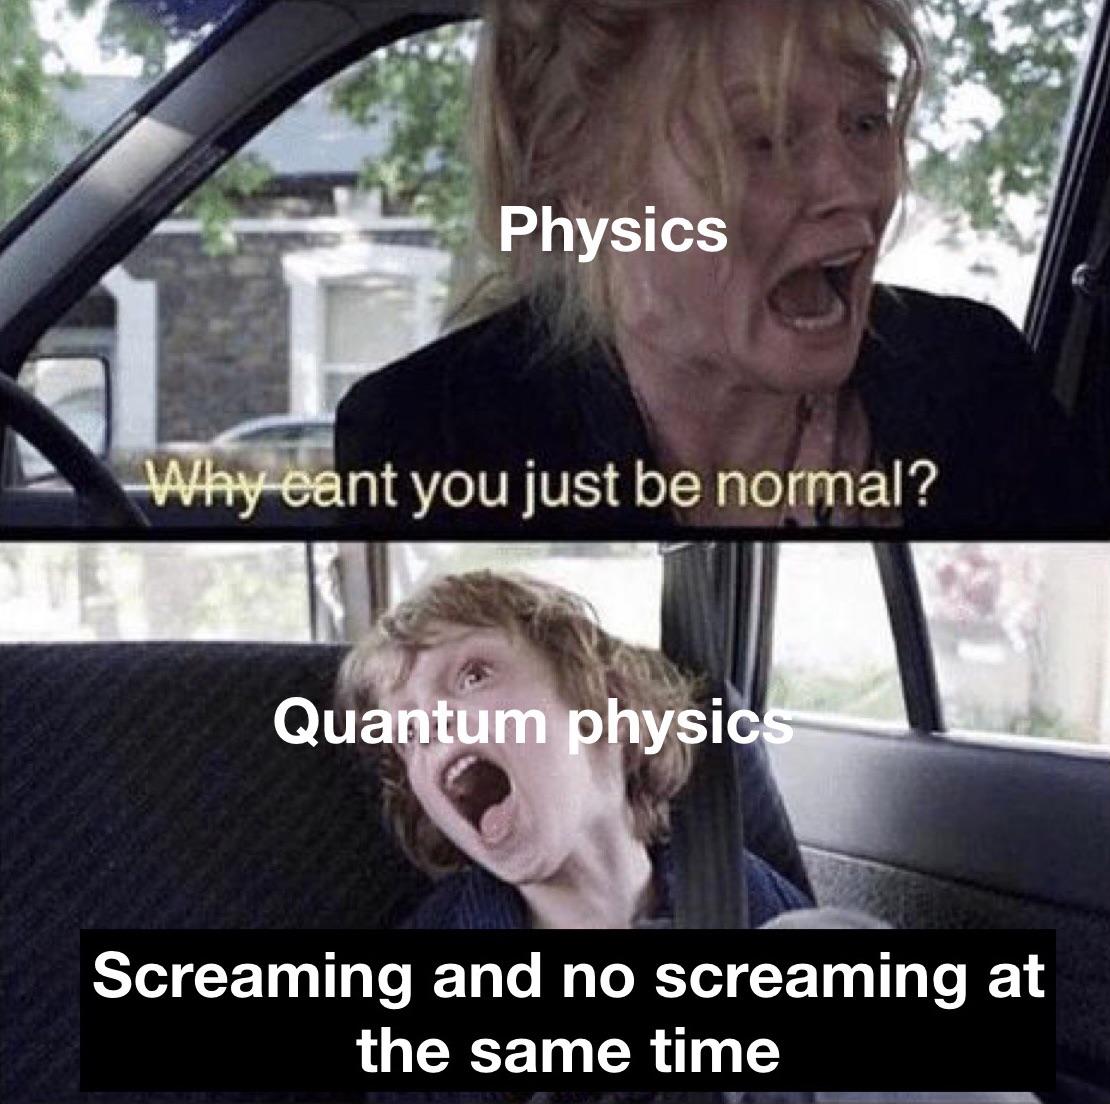 Physics
Why cant you just be normal?
Quantum physics
Screaming and no screaming at
the same time